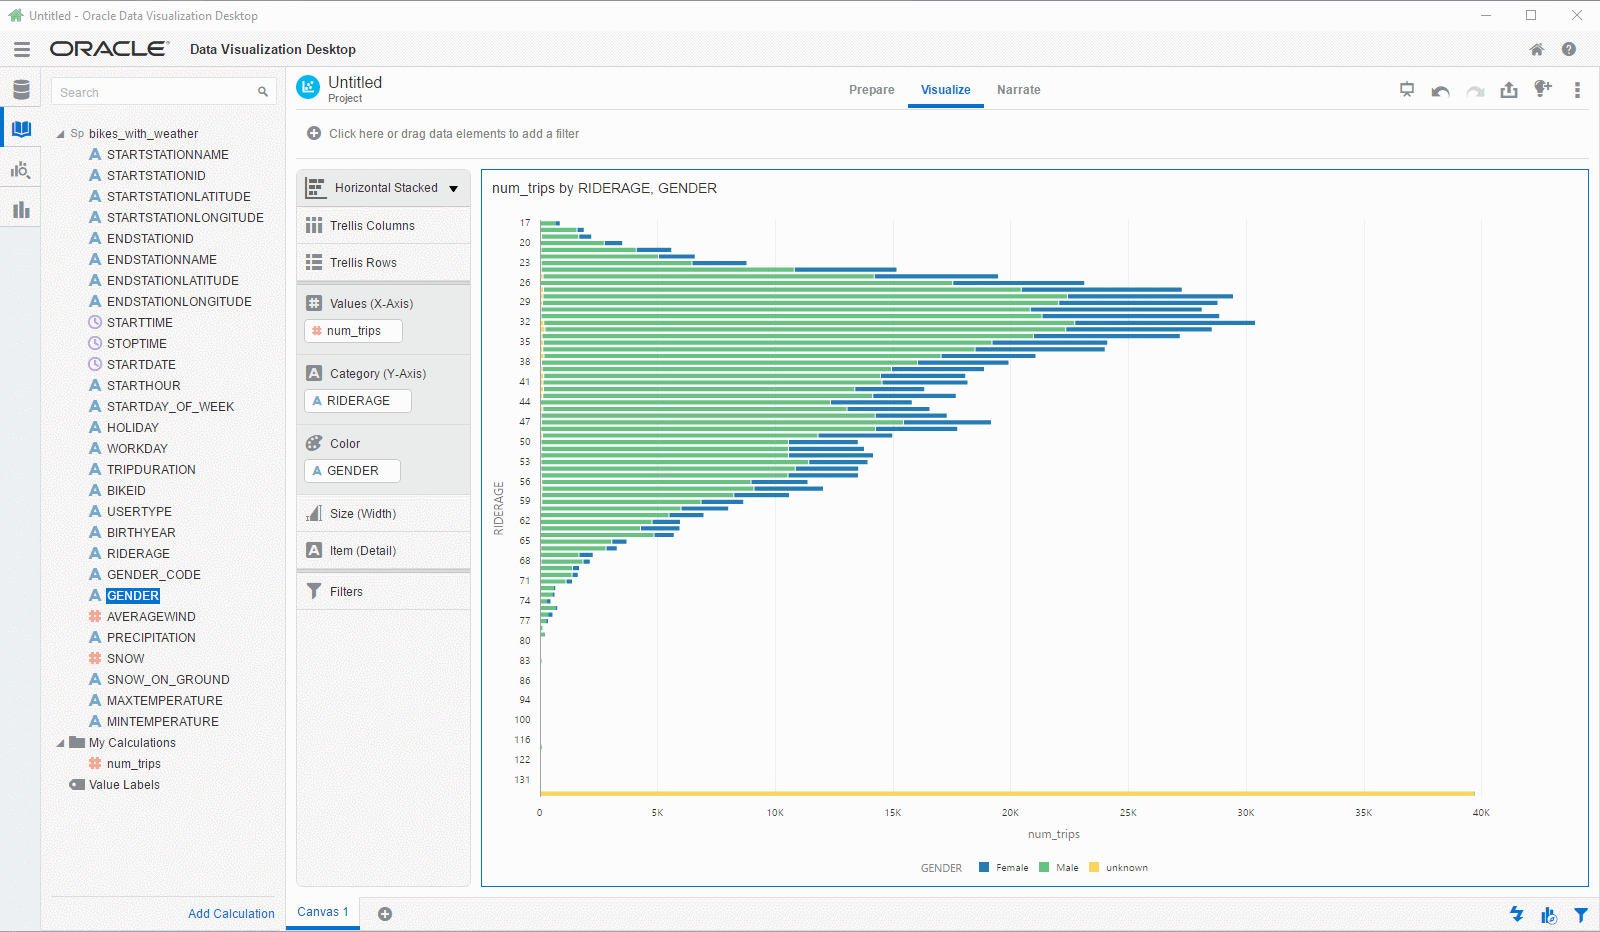 Untitled - Oracle Data Visualization Desktop
ORACLE Data Visualization Desktop
Search
Sp bikes_with_weather
A STARTSTATIONNAME
A STARTSTATIONID
A STARTSTATIONLATITUDE
A STARTSTATIONLONGITUDE
A ENDSTATIONID
A ENDSTATIONNAME
A ENDSTATIONLATITUDE
A ENDSTATIONLONGITUDE
STARTTIME
STOPTIME
STARTDATE
A STARTHOUR
A STARTDAY_OF_WEEK
A HOLIDAY
A WORKDAY
A TRIPDURATION
A BIKEID
A USERTYPE
A BIRTHYEAR
A RIDERAGE
A GENDER_CODE
A GENDER
# AVERAGEWIND
A PRECIPITATION
# SNOW
A SNOW_ON_GROUND
A MAXTEMPERATURE
A MINTEMPERATURE
My Calculations
# num_trips
Value Labels
Add Calculation
Untitled
Project
Prepare Visualize Narrate
Click here or drag data elements to add a filter
Horizontal Stacked
Trellis Columns
Trellis Rows
# Values (X-Axis)
# num_trips
A Category (Y-Axis)
A RIDERAGE
Color
A GENDER
Size (Width)
A Item (Detail)
Filters
num_trips by RIDERAGE, GENDER
RIDERAGE
17
20
23
26
29
32
35
38
41
44
47
50
53
56
59
62
65
68
71
74
77
80
83
86
94
100
116
122
131
0 5K 10K 15K 20K 25K 30K 35K 40K
num_trips
GENDER Female Male unknown
Canvas 1